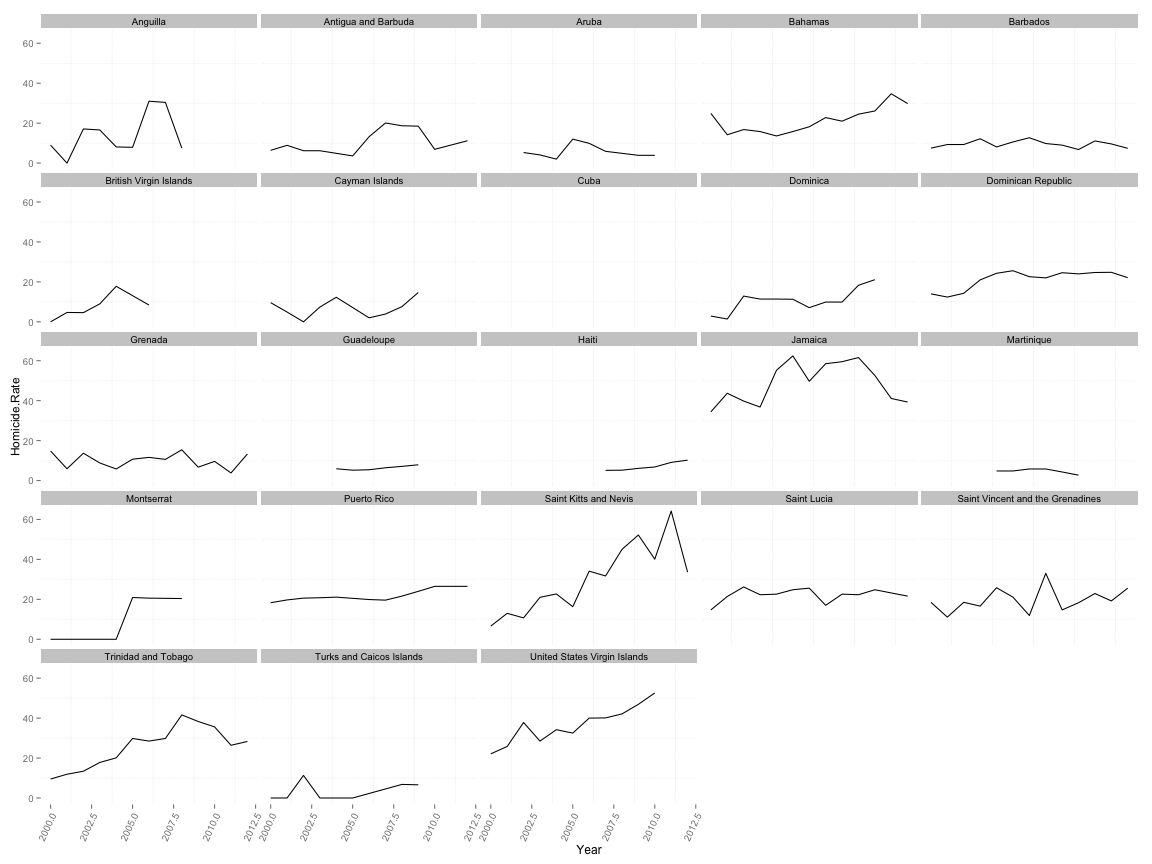 Anguilla Antigua and Barbuda Aruba Bahamas Barbados
60
40
20
0
British Virgin Islands Cayman Islands Cuba Dominica Dominican Republic
60
40
20
0
Grenada Guadeloupe Haiti Jamaica Martinique
60
40
20
0
Homicide.Rate
Montserrat Puerto Rico Saint Kitts and Nevis Saint Lucia Saint Vincent and the Grenadines
60
40
20
0
Trinidad and Tobago Turks and Caicos Islands United States Virgin Islands
60
40
20
0
2000.0 2002.5 2005.0 2007.5 2010.0 2012.5 2000.0 2002.5 2005.0 2007.5 2010.0 2012.5 2000.0 2002.5 2005.0 2007.5 2010.0 2012.5
Year